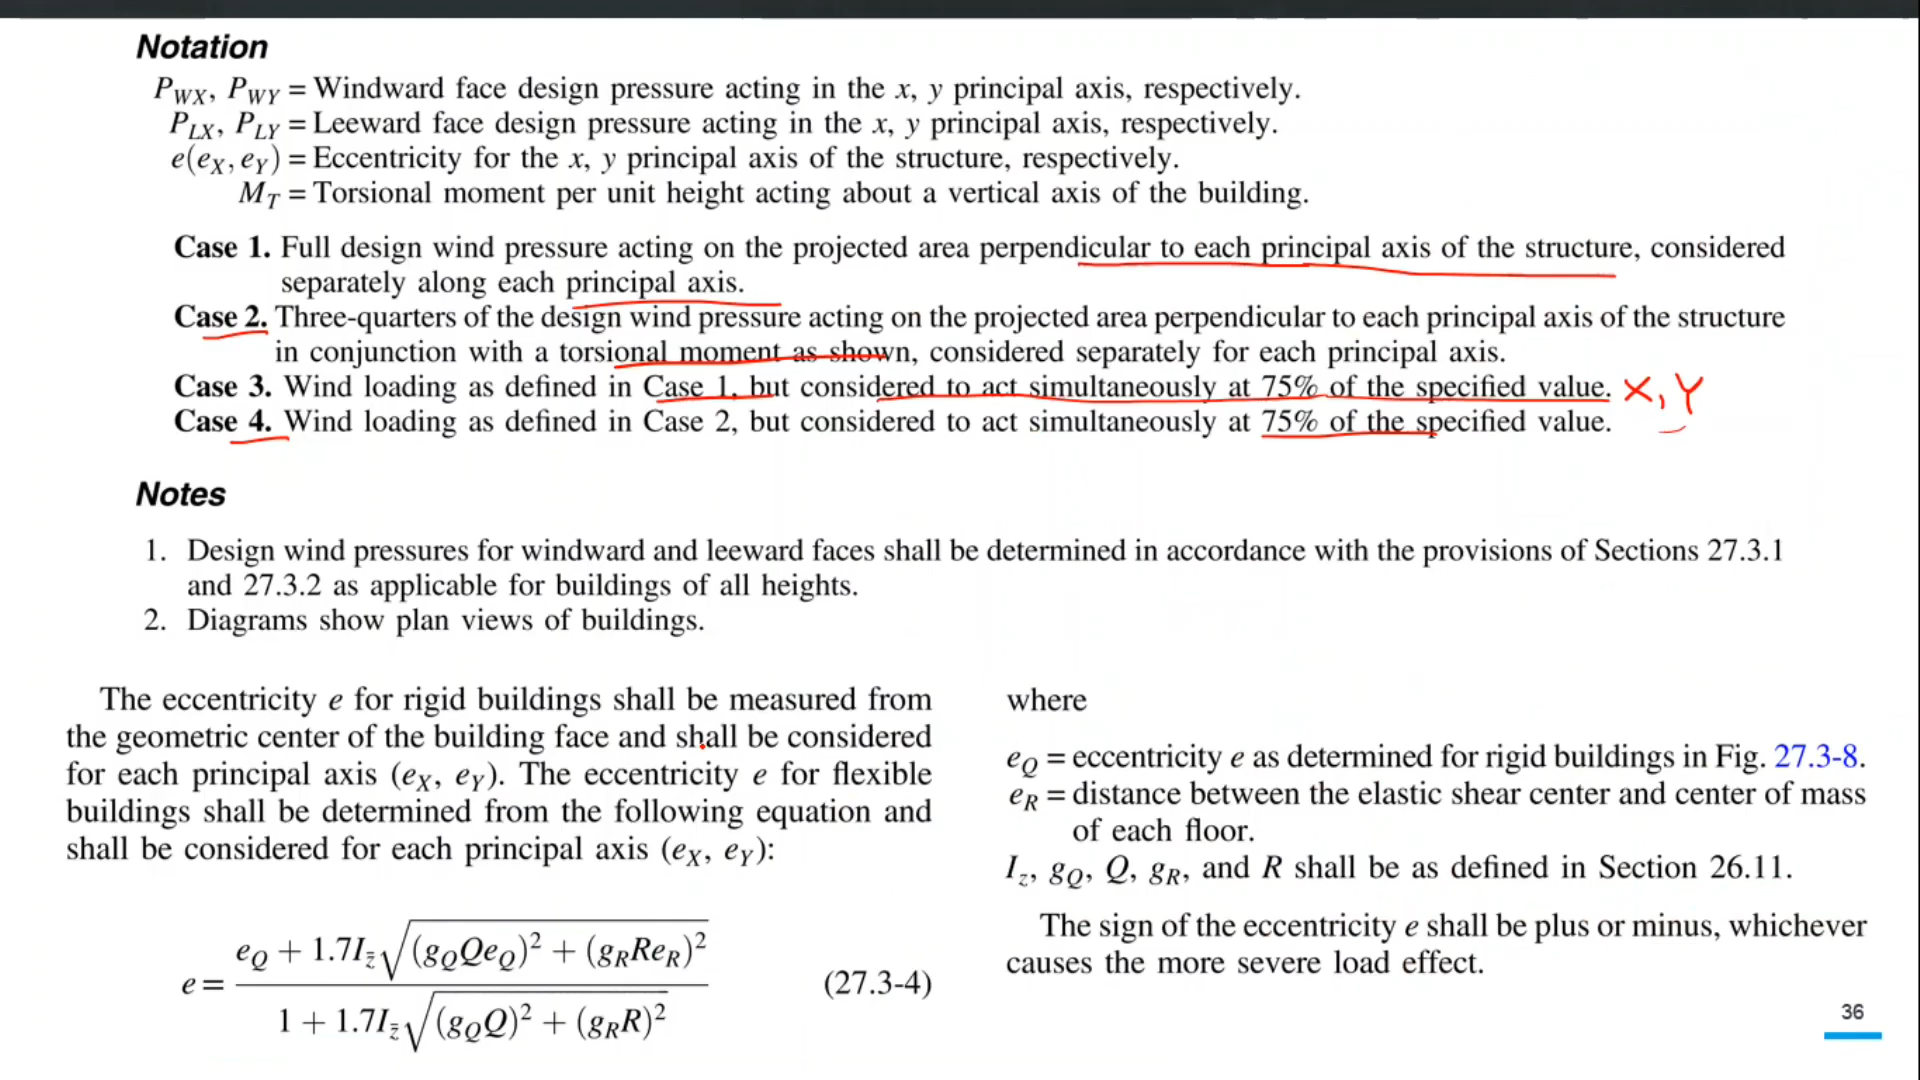 Notation
P_WX, P_WY = Windward face design pressure acting in the x, y principal axis, respectively.
P_LX, P_LY = Leeward face design pressure acting in the x, y principal axis, respectively.
e(e_X, e_Y) = Eccentricity for the x, y principal axis of the structure, respectively.
M_T = Torsional moment per unit height acting about a vertical axis of the building.
Case 1. Full design wind pressure acting on the projected area perpendicular to each principal axis of the structure, considered
separately along each principal axis.
Case 2. Three-quarters of the design wind pressure acting on the projected area perpendicular to each principal axis of the structure
in conjunction with a torsional moment as shown, considered separately for each principal axis.
Case 3. Wind loading as defined in Case 1, but considered to act simultaneously at 75% of the specified value. X, Y
Case 4. Wind loading as defined in Case 2, but considered to act simultaneously at 75% of the specified value.
Notes
1. Design wind pressures for windward and leeward faces shall be determined in accordance with the provisions of Sections 27.3.1
and 27.3.2 as applicable for buildings of all heights.
2. Diagrams show plan views of buildings.
The eccentricity e for rigid buildings shall be measured from
the geometric center of the building face and shall be considered
for each principal axis (e_X, e_Y). The eccentricity e for flexible
buildings shall be determined from the following equation and
shall be considered for each principal axis (e_X, e_Y):
e = (e_Q + 1.7I_z̄ √((g_Q Q e_Q)² + (g_R R e_R)²)) / (1 + 1.7I_z̄ √((g_Q Q)² + (g_R R)²)) (27.3-4)
where
e_Q = eccentricity e as determined for rigid buildings in Fig. 27.3-8.
e_R = distance between the elastic shear center and center of mass
of each floor.
I_z, g_Q, Q, g_R, and R shall be as defined in Section 26.11.
The sign of the eccentricity e shall be plus or minus, whichever
causes the more severe load effect.
36